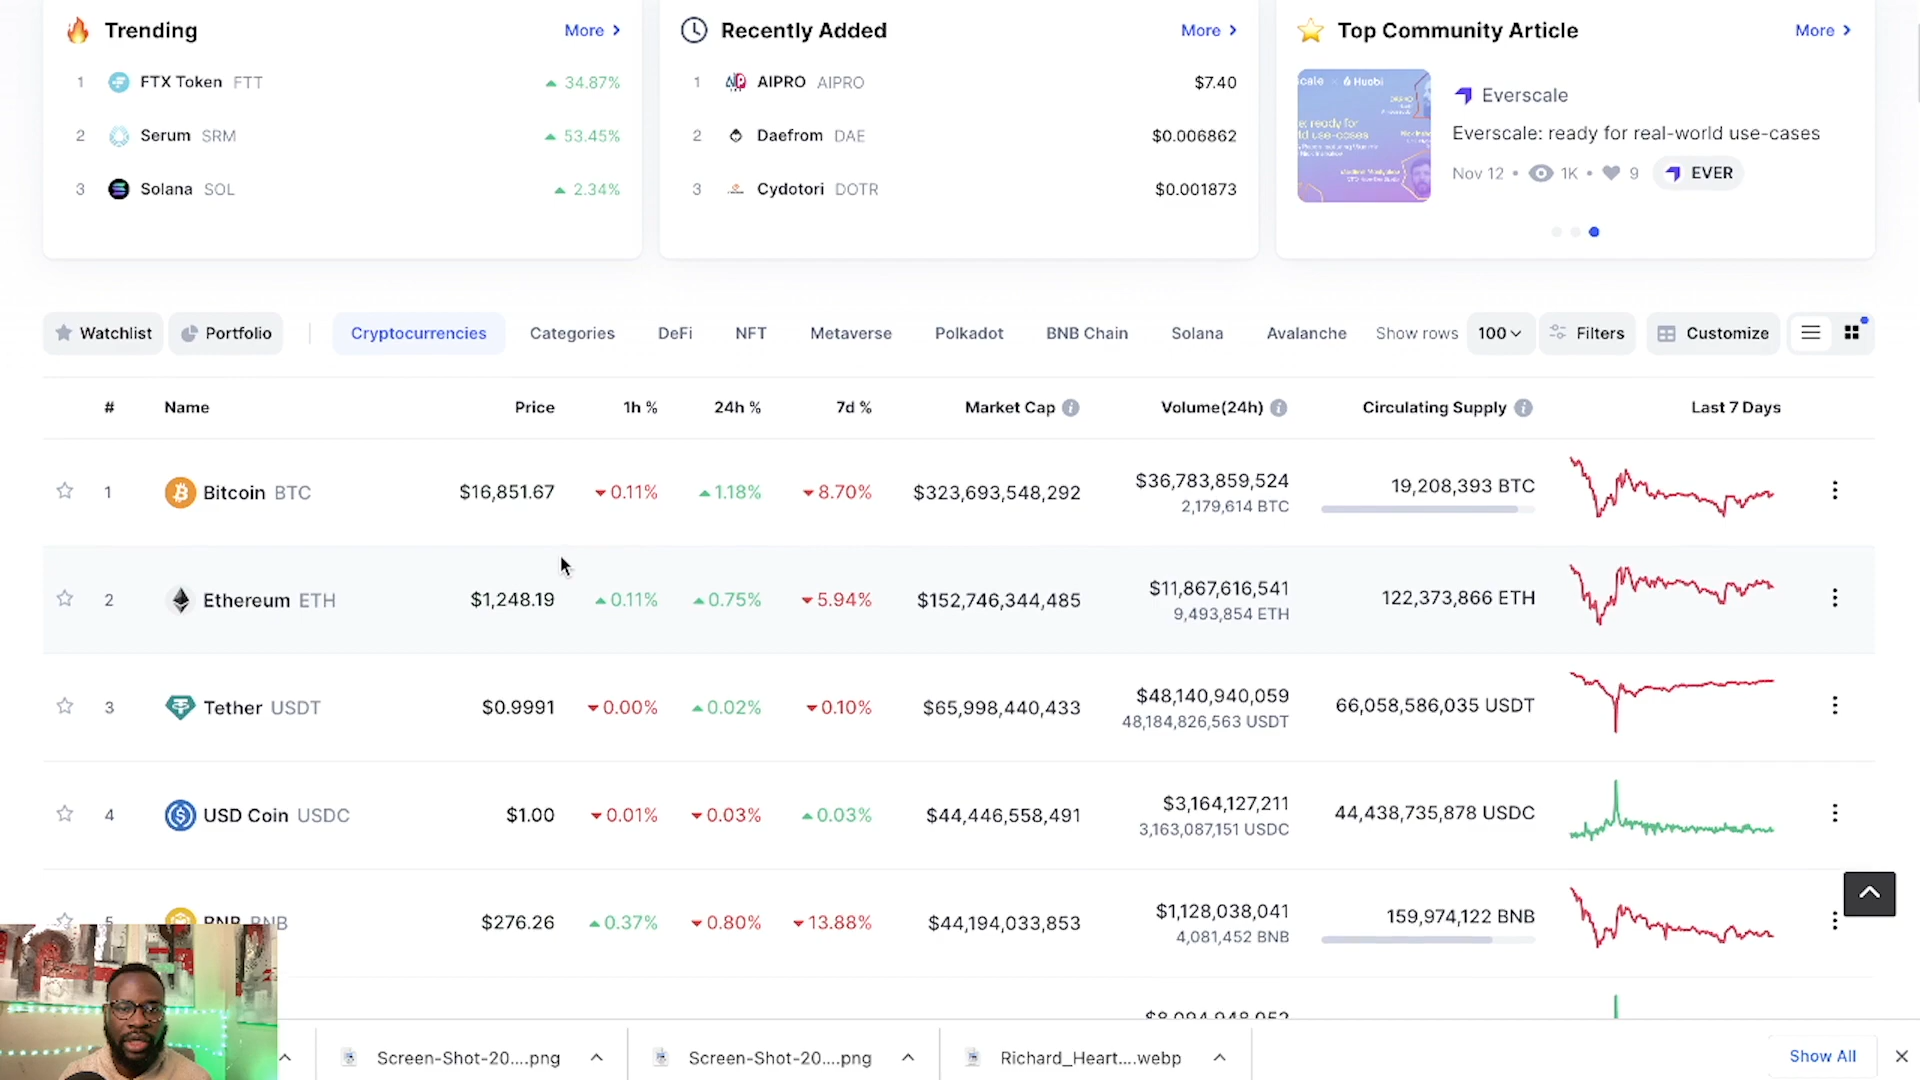 Trending More
1 FTX Token FTT 34.87%
2 Serum SRM 53.45%
3 Solana SOL 2.34%
Recently Added More
1 AIPRO AIPRO $7.40
2 Daefrom DAE $0.006862
3 Cydotori DOTR $0.001873
Top Community Article More
Everscale
Everscale: ready for real-world use-cases
Nov 12 • 1K • 9 EVER
Huobi
Watchlist Portfolio Cryptocurrencies Categories DeFi NFT Metaverse Polkadot BNB Chain Solana Avalanche Show rows 100 Filters Customize
# Name Price 1h % 24h % 7d % Market Cap Volume(24h) Circulating Supply Last 7 Days
1 Bitcoin BTC $16,851.67 0.11% 1.18% 8.70% $323,693,548,292 $36,783,859,524 19,208,393 BTC
2,179,614 BTC
2 Ethereum ETH $1,248.19 0.11% 0.75% 5.94% $152,746,344,485 $11,867,616,541 122,373,866 ETH
9,493,854 ETH
3 Tether USDT $0.9991 0.00% 0.02% 0.10% $65,998,440,433 $48,140,940,059 66,058,586,035 USDT
48,184,826,563 USDT
4 USD Coin USDC $1.00 0.01% 0.03% 0.03% $44,446,558,491 $3,164,127,211 44,438,735,878 USDC
3,163,087,151 USDC
5 BNB BNB $276.26 0.37% 0.80% 13.88% $44,194,033,853 $1,128,038,041 159,974,122 BNB
4,081,452 BNB
Screen-Shot-20....png Screen-Shot-20....png Richard_Heart....webp Show All